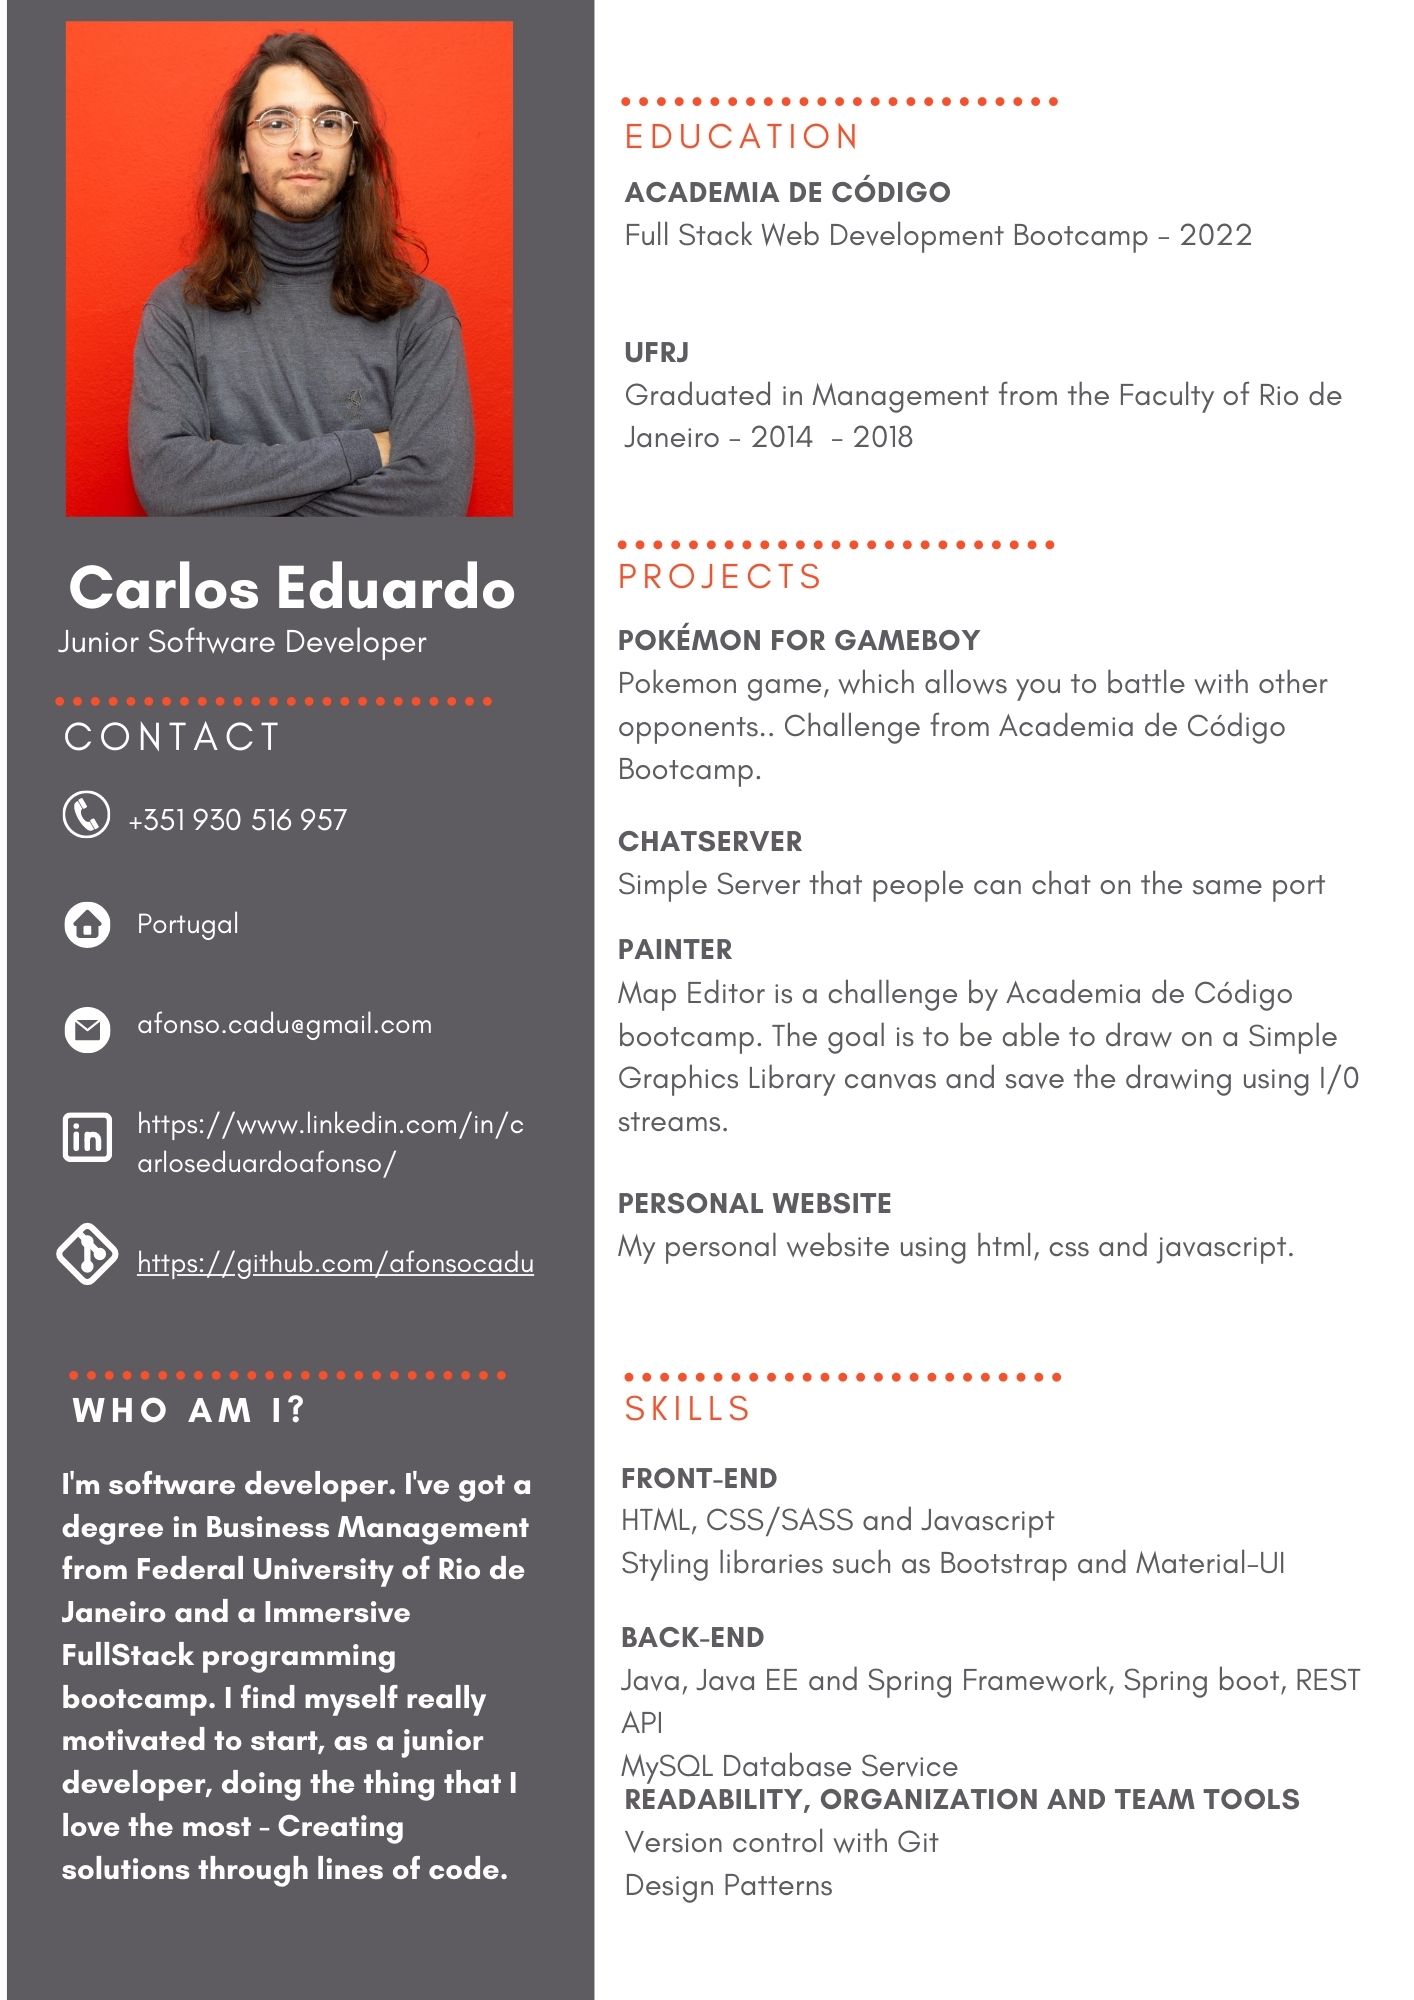 Carlos Eduardo
Junior Software Developer
CONTACT
+351 930 516 957
Portugal
afonso.cadu@gmail.com
https://www.linkedin.com/in/c
arloseduardoafonso/
https://github.com/afonsocadu
WHO AM I?
I'm software developer. I've got a
degree in Business Management
from Federal University of Rio de
Janeiro and a Immersive
FullStack programming
bootcamp. I find myself really
motivated to start, as a junior
developer, doing the thing that I
love the most - Creating
solutions through lines of code.
EDUCATION
ACADEMIA DE CÓDIGO
Full Stack Web Development Bootcamp - 2022
UFRJ
Graduated in Management from the Faculty of Rio de
Janeiro - 2014  - 2018
PROJECTS
POKÉMON FOR GAMEBOY
Pokemon game, which allows you to battle with other
opponents.. Challenge from Academia de Código
Bootcamp.
CHATSERVER
Simple Server that people can chat on the same port
PAINTER
Map Editor is a challenge by Academia de Código
bootcamp. The goal is to be able to draw on a Simple
Graphics Library canvas and save the drawing using I/0
streams.
PERSONAL WEBSITE
My personal website using html, css and javascript.
SKILLS
FRONT-END
HTML, CSS/SASS and Javascript
Styling libraries such as Bootstrap and Material-UI
BACK-END
Java, Java EE and Spring Framework, Spring boot, REST
API
MySQL Database Service
READABILITY, ORGANIZATION AND TEAM TOOLS
Version control with Git
Design Patterns